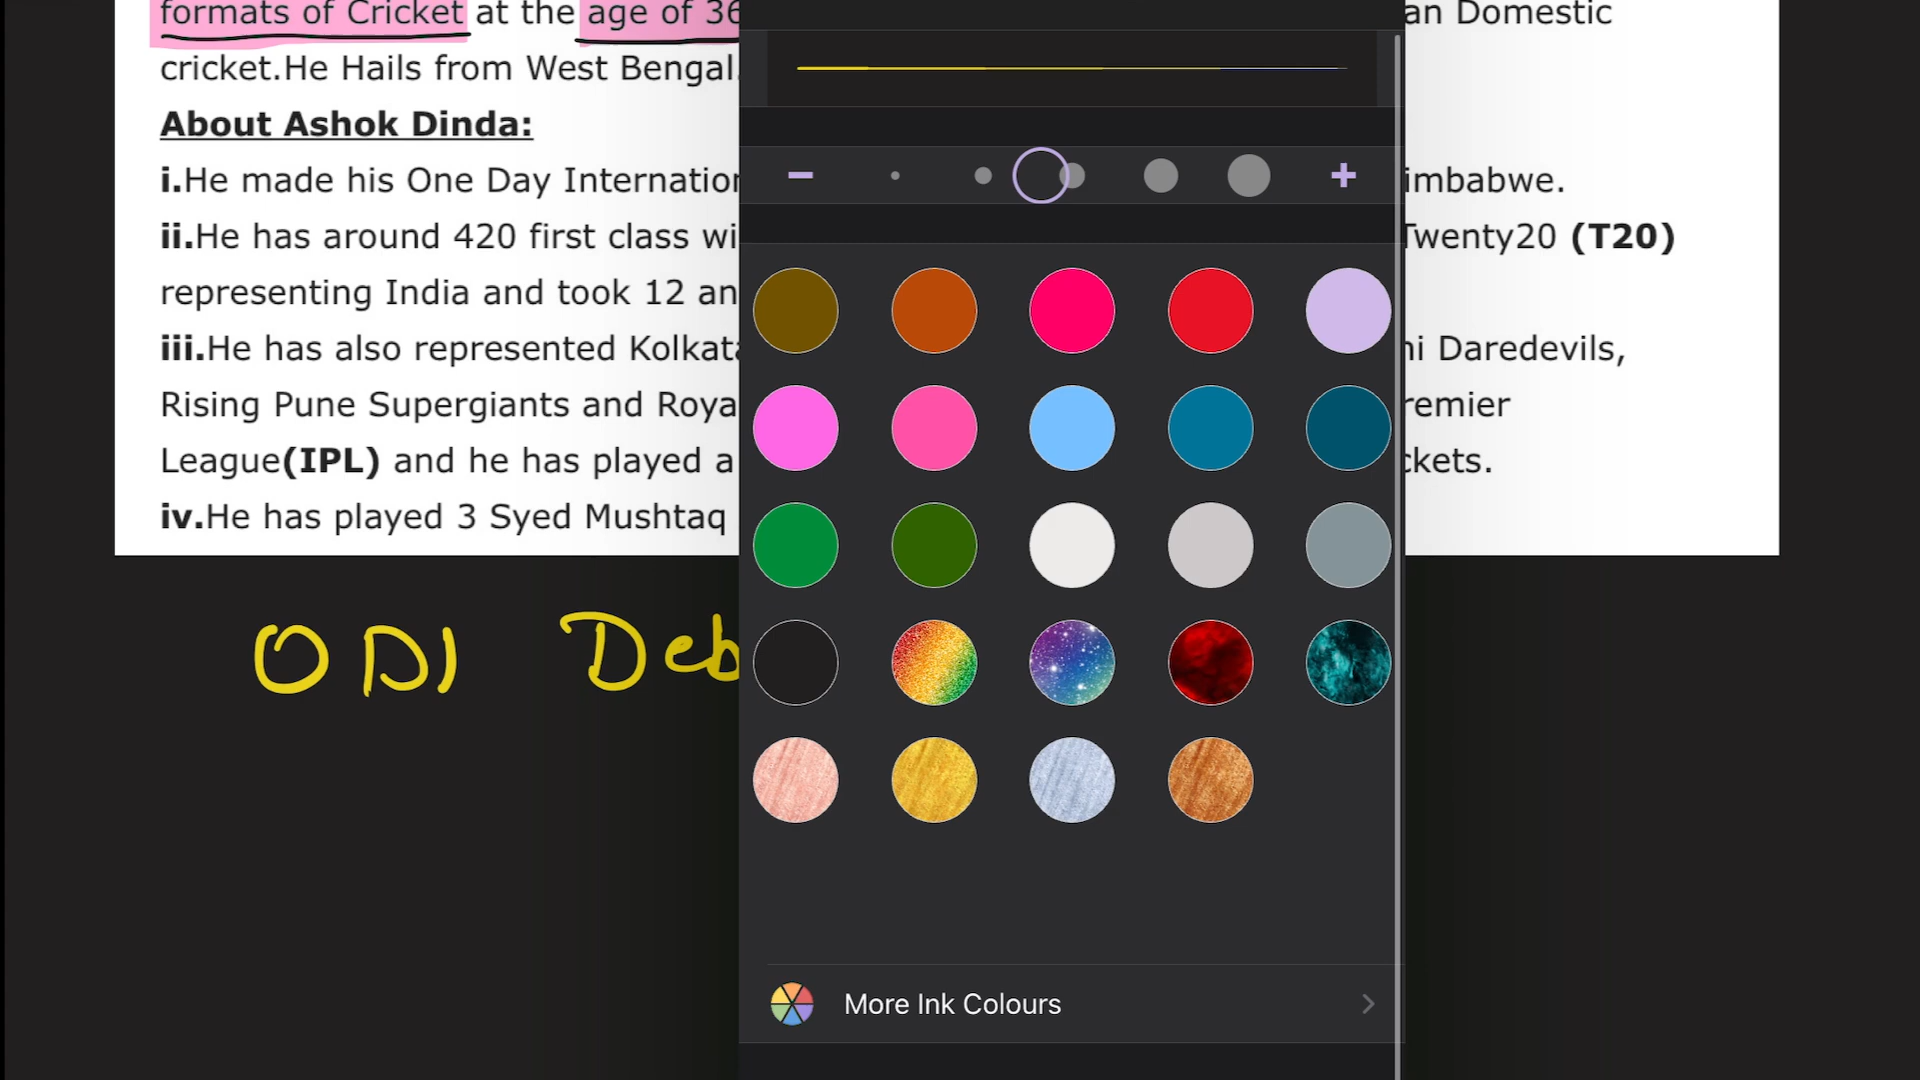 formats of Cricket at the age of 36 an Domestic
cricket.He Hails from West Bengal.
About Ashok Dinda:
i.He made his One Day Internation imbabwe.
ii.He has around 420 first class wi Twenty20 (T20)
representing India and took 12 an
iii.He has also represented Kolkata hi Daredevils,
Rising Pune Supergiants and Roya remier
League(IPL) and he has played a ckets.
iv.He has played 3 Syed Mushtaq
ODI Deb
More Ink Colours